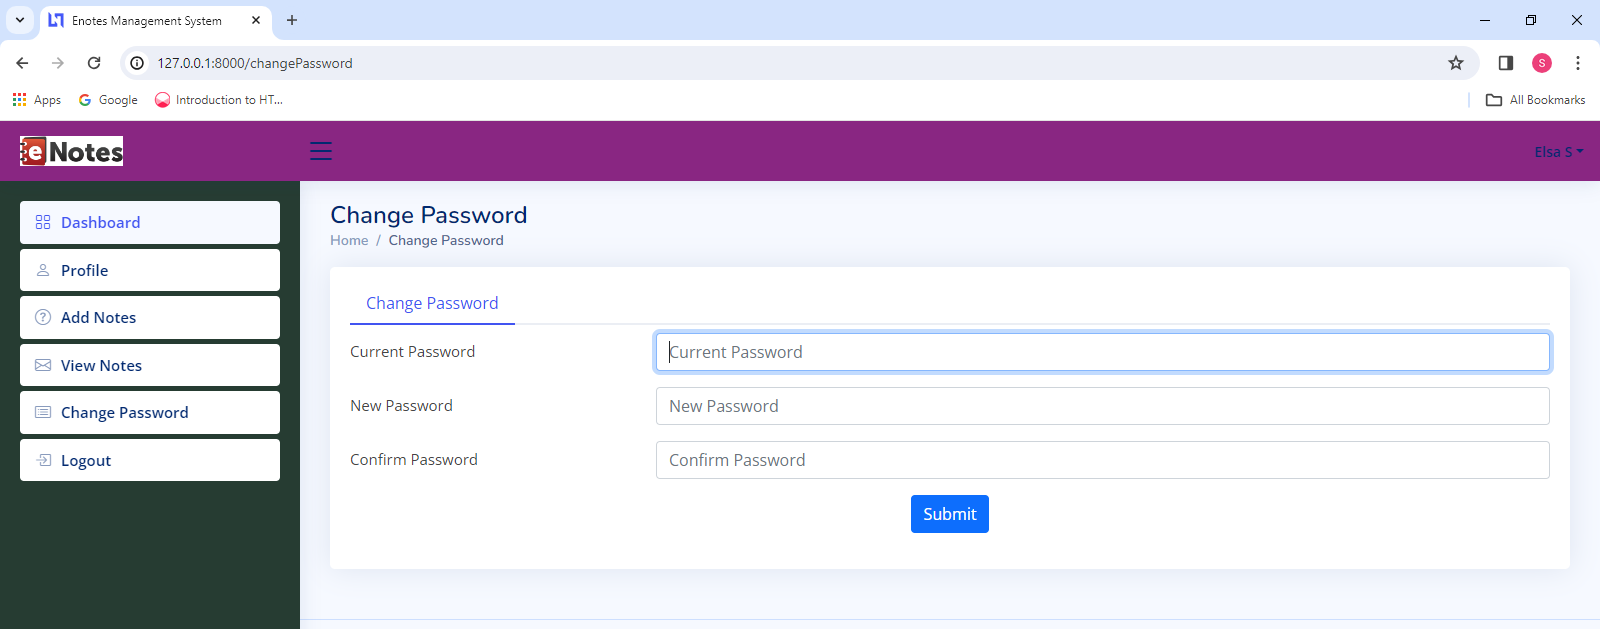 Enotes Management System
127.0.0.1:8000/changePassword
S
Apps
Google
Introduction to HT...
All Bookmarks
eNotes
Elsa S
Dashboard
Profile
Add Notes
View Notes
Change Password
Logout
Change Password
Home / Change Password
Change Password
Current Password
Current Password
New Password
New Password
Confirm Password
Confirm Password
Submit